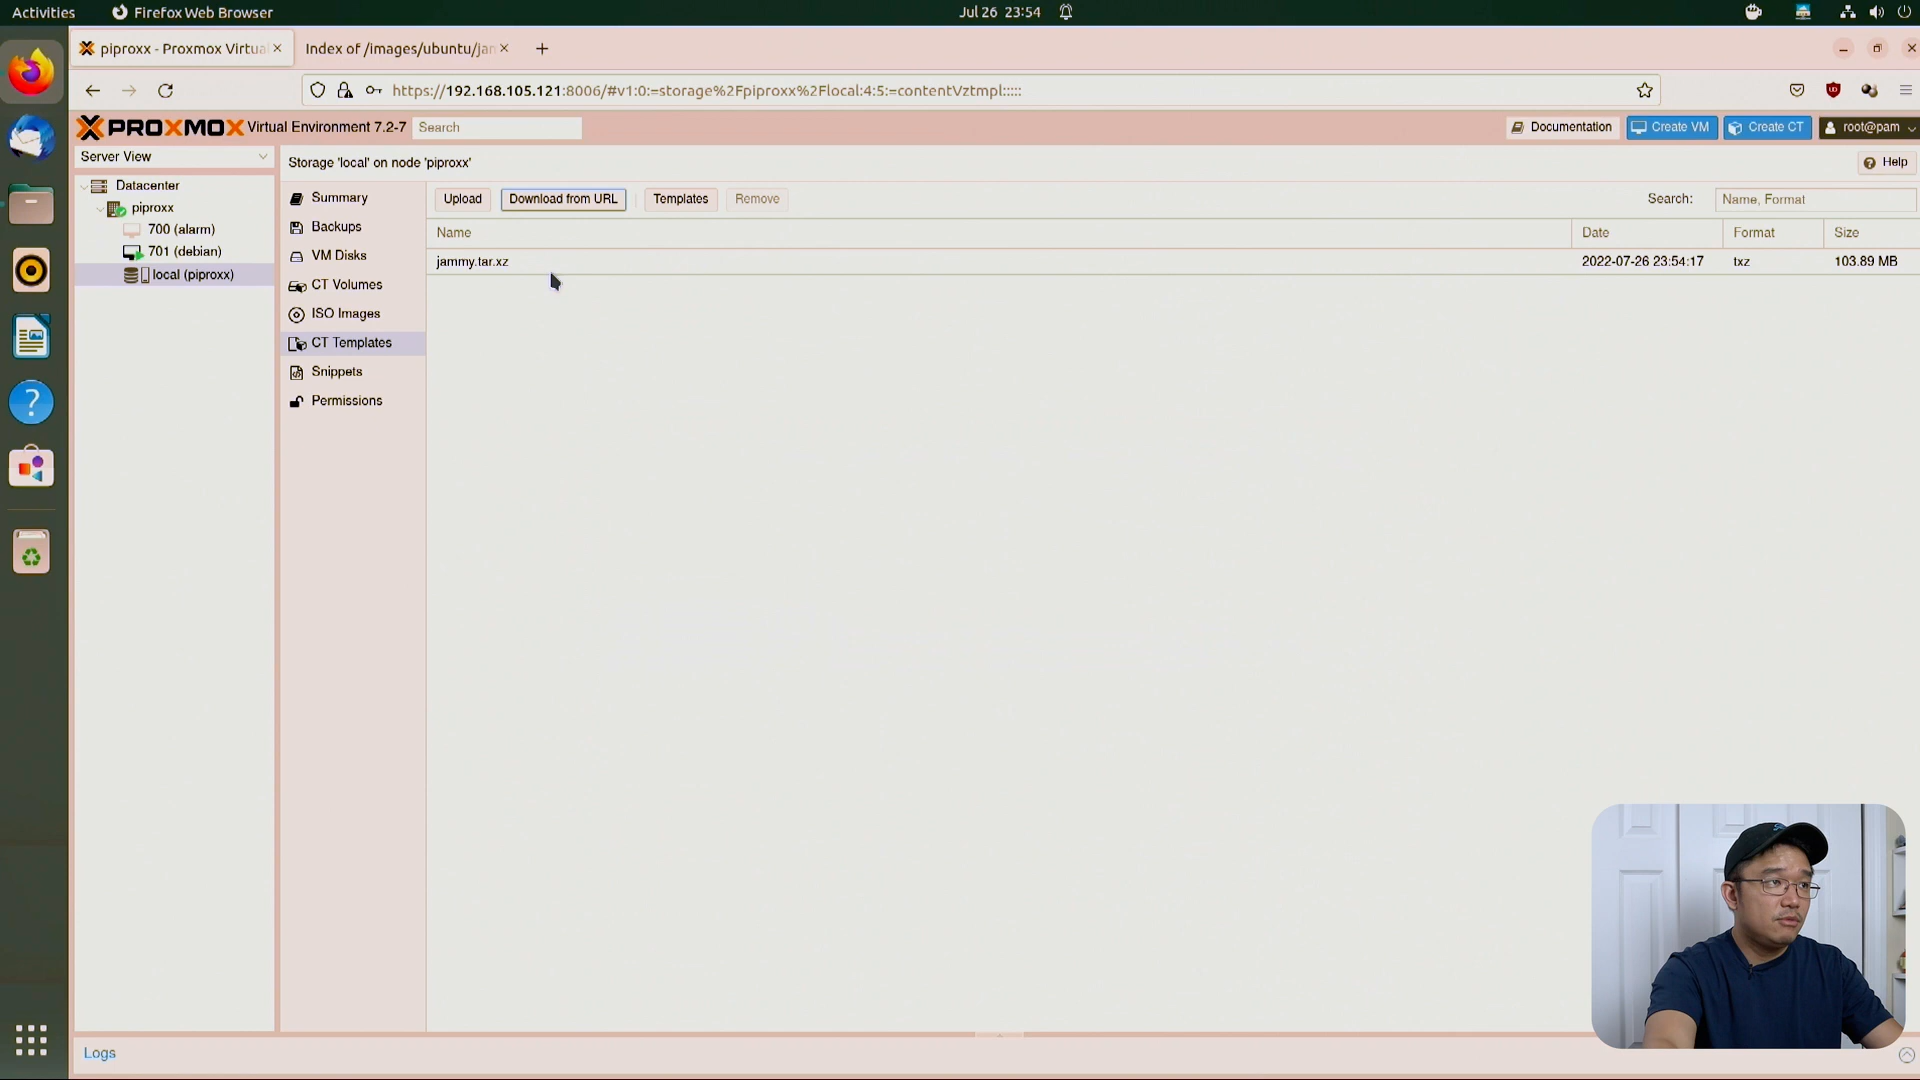 Activities
Firefox Web Browser
Jul 26 23:54
piproxx - Proxmox Virtua
Index of /images/ubuntu/jan
https://192.168.105.121:8006/#v1:0:=storage%2Fpiproxx%2Flocal:4:5:=contentVztmpl:::::
PROXMOX Virtual Environment 7.2-7
Search
Documentation
Create VM
Create CT
root@pam
Server View
Storage 'local' on node 'piproxx'
Help
Datacenter
piproxx
700 (alarm)
701 (debian)
local (piproxx)
Summary
Backups
VM Disks
CT Volumes
ISO Images
CT Templates
Snippets
Permissions
Upload
Download from URL
Templates
Remove
Search:
Name, Format
Name
Date
Format
Size
jammy.tar.xz
2022-07-26 23:54:17
txz
103.89 MB
Logs